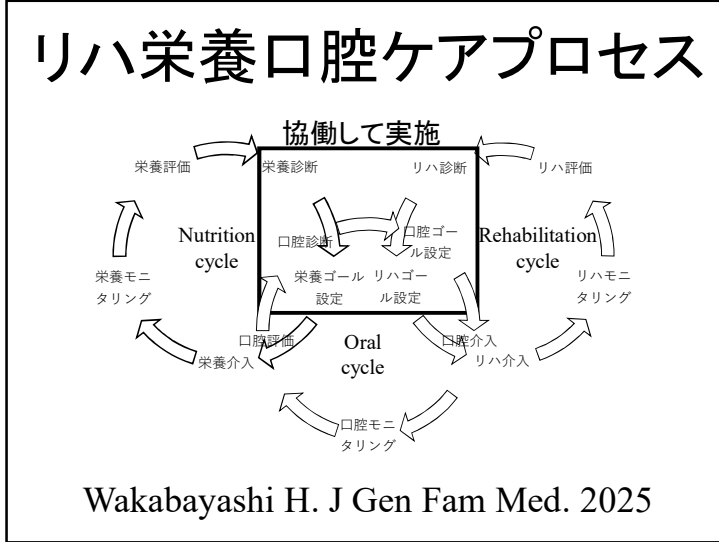 リハ栄養口腔ケアプロセス
協働して実施
栄養評価
栄養診断
リハ診断
リハ評価
Nutrition
cycle
口腔診断
口腔ゴー
ル設定
Rehabilitation
cycle
栄養モニ
タリング
栄養ゴール
設定
リハゴー
ル設定
リハモニ
タリング
栄養介入
口腔評価
Oral
cycle
口腔介入
リハ介入
口腔モニ
タリング
Wakabayashi H. J Gen Fam Med. 2025